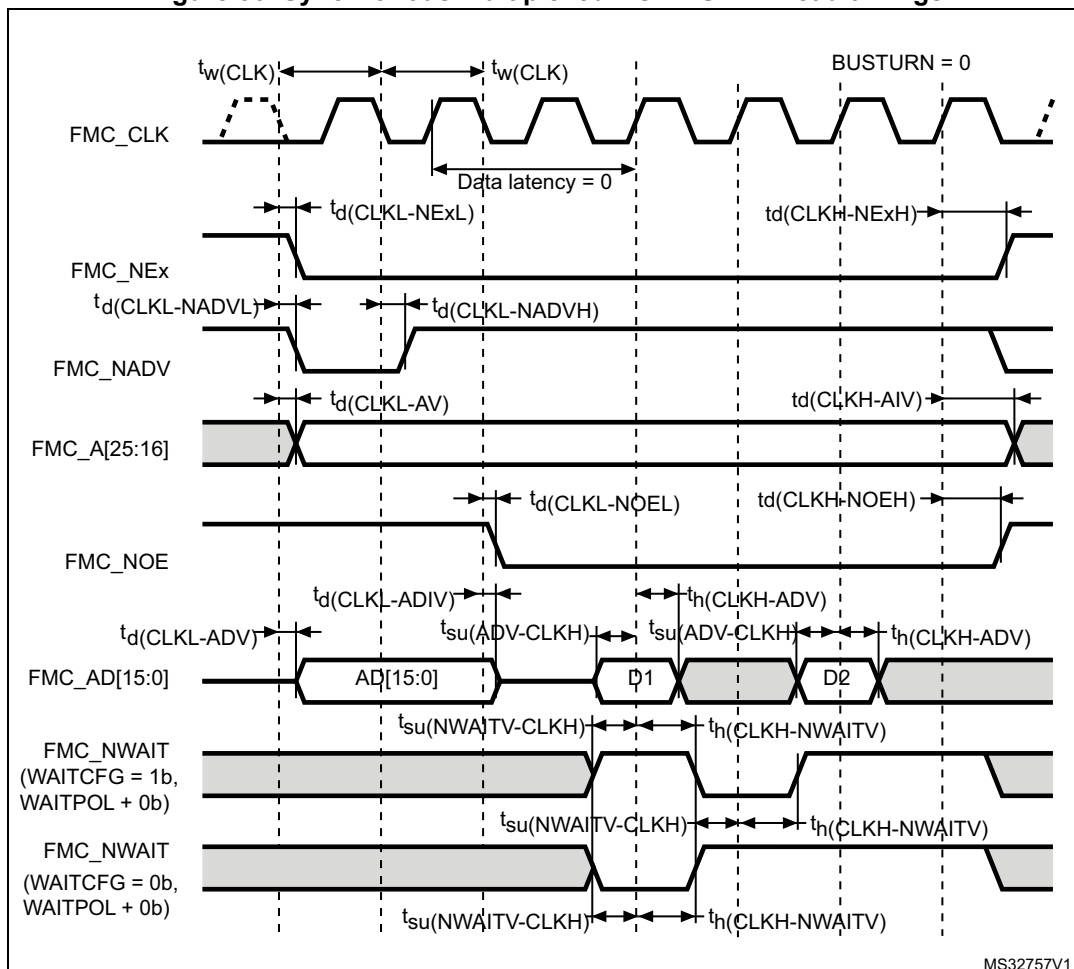 tw(CLK)
tw(CLK)
BUSTURN = 0
FMC_CLK
Data latency = 0
td(CLKL-NExL)
td(CLKH-NExH)
FMC_NEx
td(CLKL-NADVL)
td(CLKL-NADVH)
FMC_NADV
td(CLKL-AV)
td(CLKH-AIV)
FMC_A[25:16]
td(CLKL-NOEL)
td(CLKH-NOEH)
FMC_NOE
td(CLKL-ADIV)
th(CLKH-ADV)
td(CLKL-ADV)
tsu(ADV-CLKH)
tsu(ADV-CLKH)
th(CLKH-ADV)
FMC_AD[15:0]
AD[15:0]
D1
D2
tsu(NWAITV-CLKH)
th(CLKH-NWAITV)
FMC_NWAIT
(WAITCFG = 1b,
WAITPOL + 0b)
tsu(NWAITV-CLKH)
th(CLKH-NWAITV)
FMC_NWAIT
(WAITCFG = 0b,
WAITPOL + 0b)
tsu(NWAITV-CLKH)
th(CLKH-NWAITV)
MS32757V1